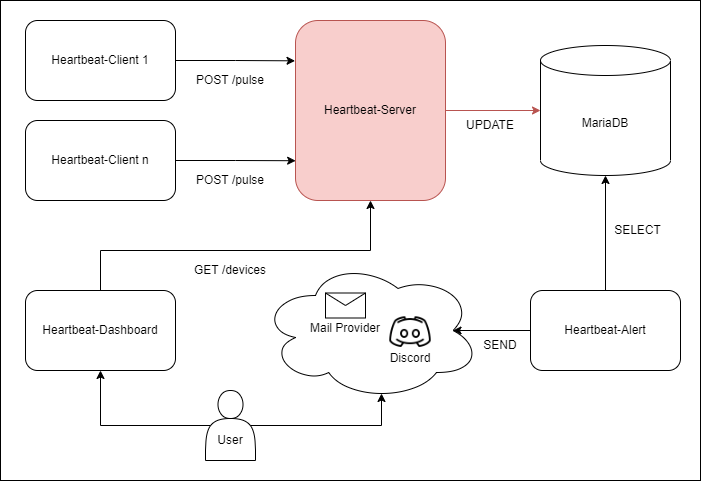 Heartbeat-Client 1
POST /pulse
Heartbeat-Server
UPDATE
MariaDB
Heartbeat-Client n
POST /pulse
SELECT
GET /devices
Heartbeat-Dashboard
Mail Provider
Discord
SEND
Heartbeat-Alert
User